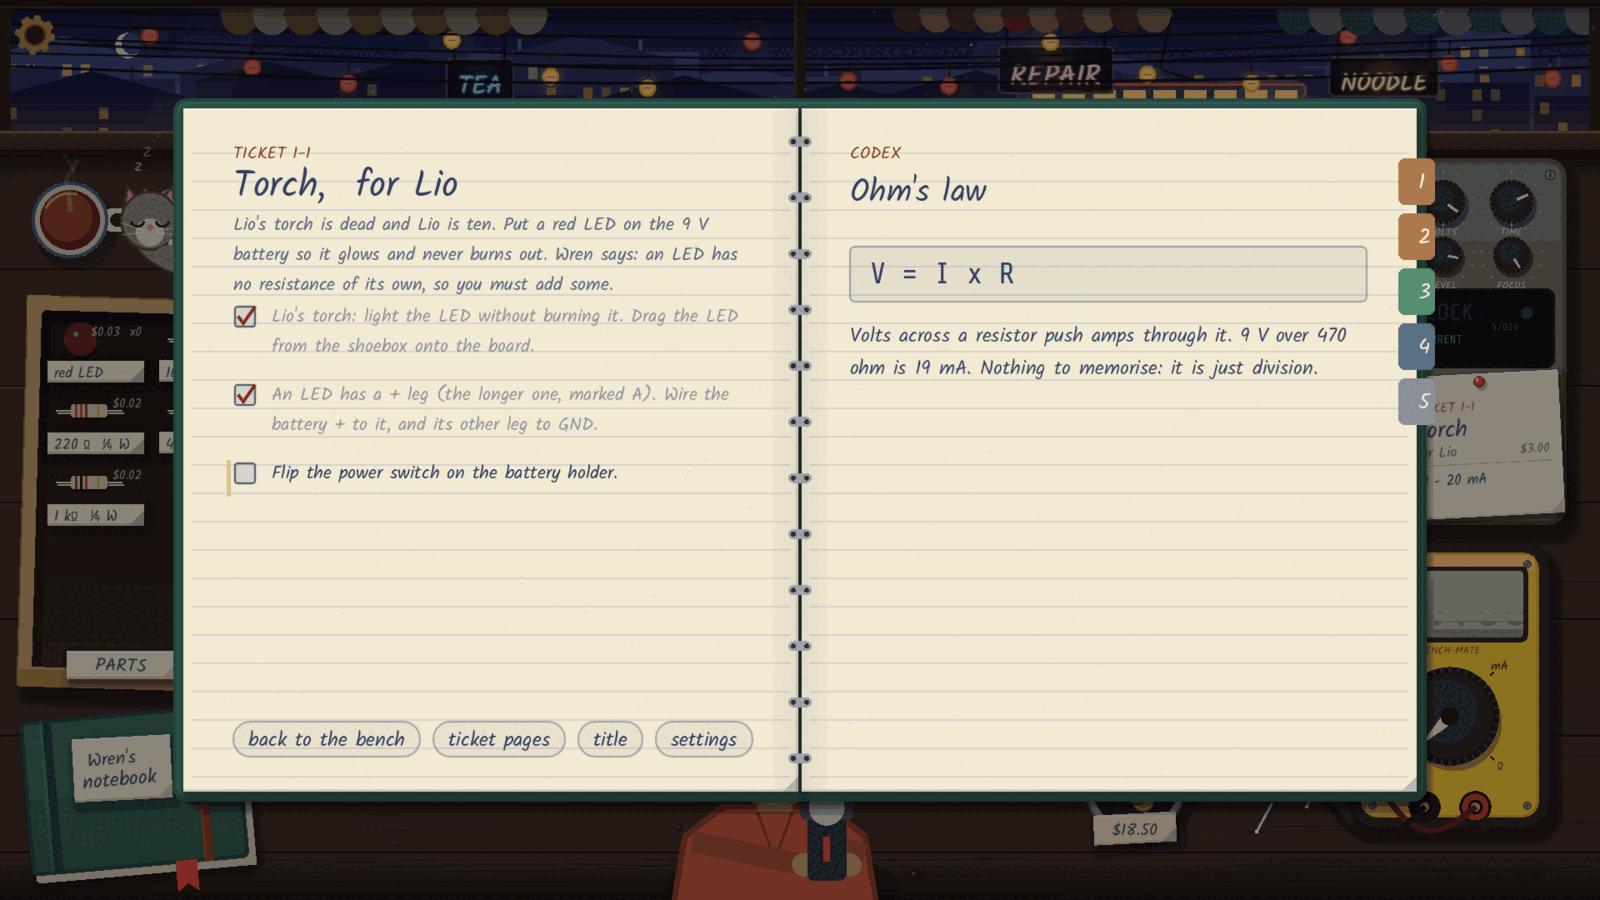 TEA
REPAIR
NOODLE
TICKET 1-1
Torch, for Lio
Lio's torch is dead and Lio is ten. Put a red LED on the 9 V
battery so it glows and never burns out. Wren says: an LED has
no resistance of its own, so you must add some.
Lio's torch: light the LED without burning it. Drag the LED
from the shoebox onto the board.
An LED has a + leg (the longer one, marked A). Wire the
battery + to it, and its other leg to GND.
Flip the power switch on the battery holder.
back to the bench
ticket pages
title
settings
CODEX
Ohm's law
V = I x R
Volts across a resistor push amps through it. 9 V over 470
ohm is 19 mA. Nothing to memorise: it is just division.
1
2
3
4
5
z
z
$0.03 x0
red LED
$0.02
220 Ω ¼ W
$0.02
1 kΩ ¼ W
PARTS
Wren's
notebook
TIME
FOCUS
S/DIV
$3.00
- 20 mA
mA
Ω
$18.50